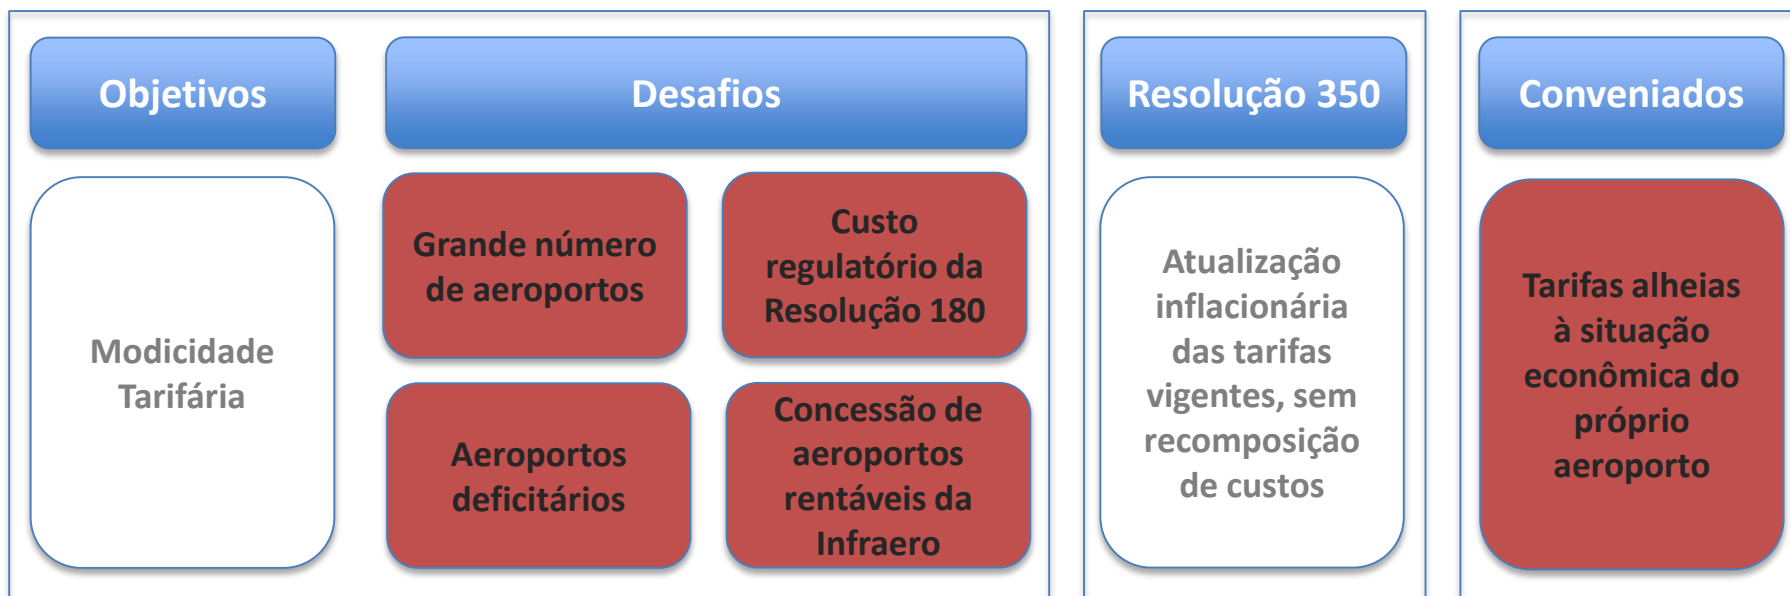 Objetivos
Desafios
Resolução 350
Conveniados
Modicidade
Tarifária
Grande número
de aeroportos
Custo
regulatório da
Resolução 180
Aeroportos
deficitários
Concessão de
aeroportos
rentáveis da
Infraero
Atualização
inflacionária
das tarifas
vigentes, sem
recomposição
de custos
Tarifas alheias
à situação
econômica do
próprio
aeroporto